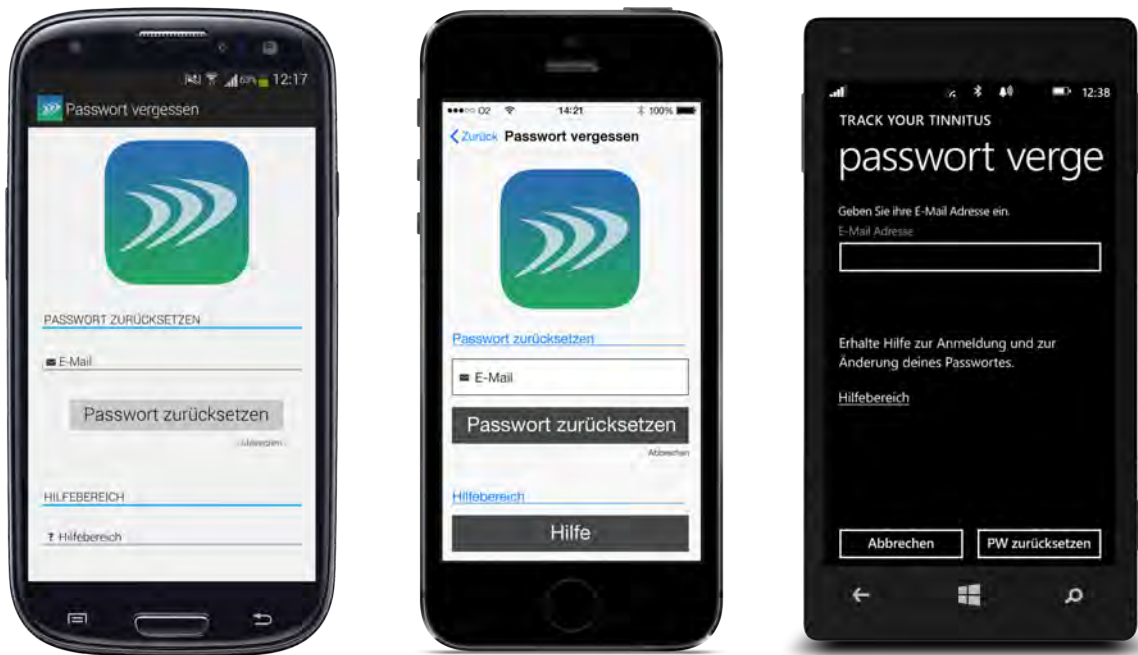 12:17
Passwort vergessen
PASSWORT ZURÜCKSETZEN
E-Mail
Passwort zurücksetzen
Abbrechen
HILFEBEREICH
? Hilfebereich
O2 14:21 100%
Zurück Passwort vergessen
Passwort zurücksetzen
E-Mail
Passwort zurücksetzen
Abbrechen
Hilfebereich
Hilfe
12:38
TRACK YOUR TINNITUS
passwort verge
Geben Sie ihre E-Mail Adresse ein.
E-Mail Adresse
Erhalte Hilfe zur Anmeldung und zur
Änderung deines Passwortes.
Hilfebereich
Abbrechen PW zurücksetzen